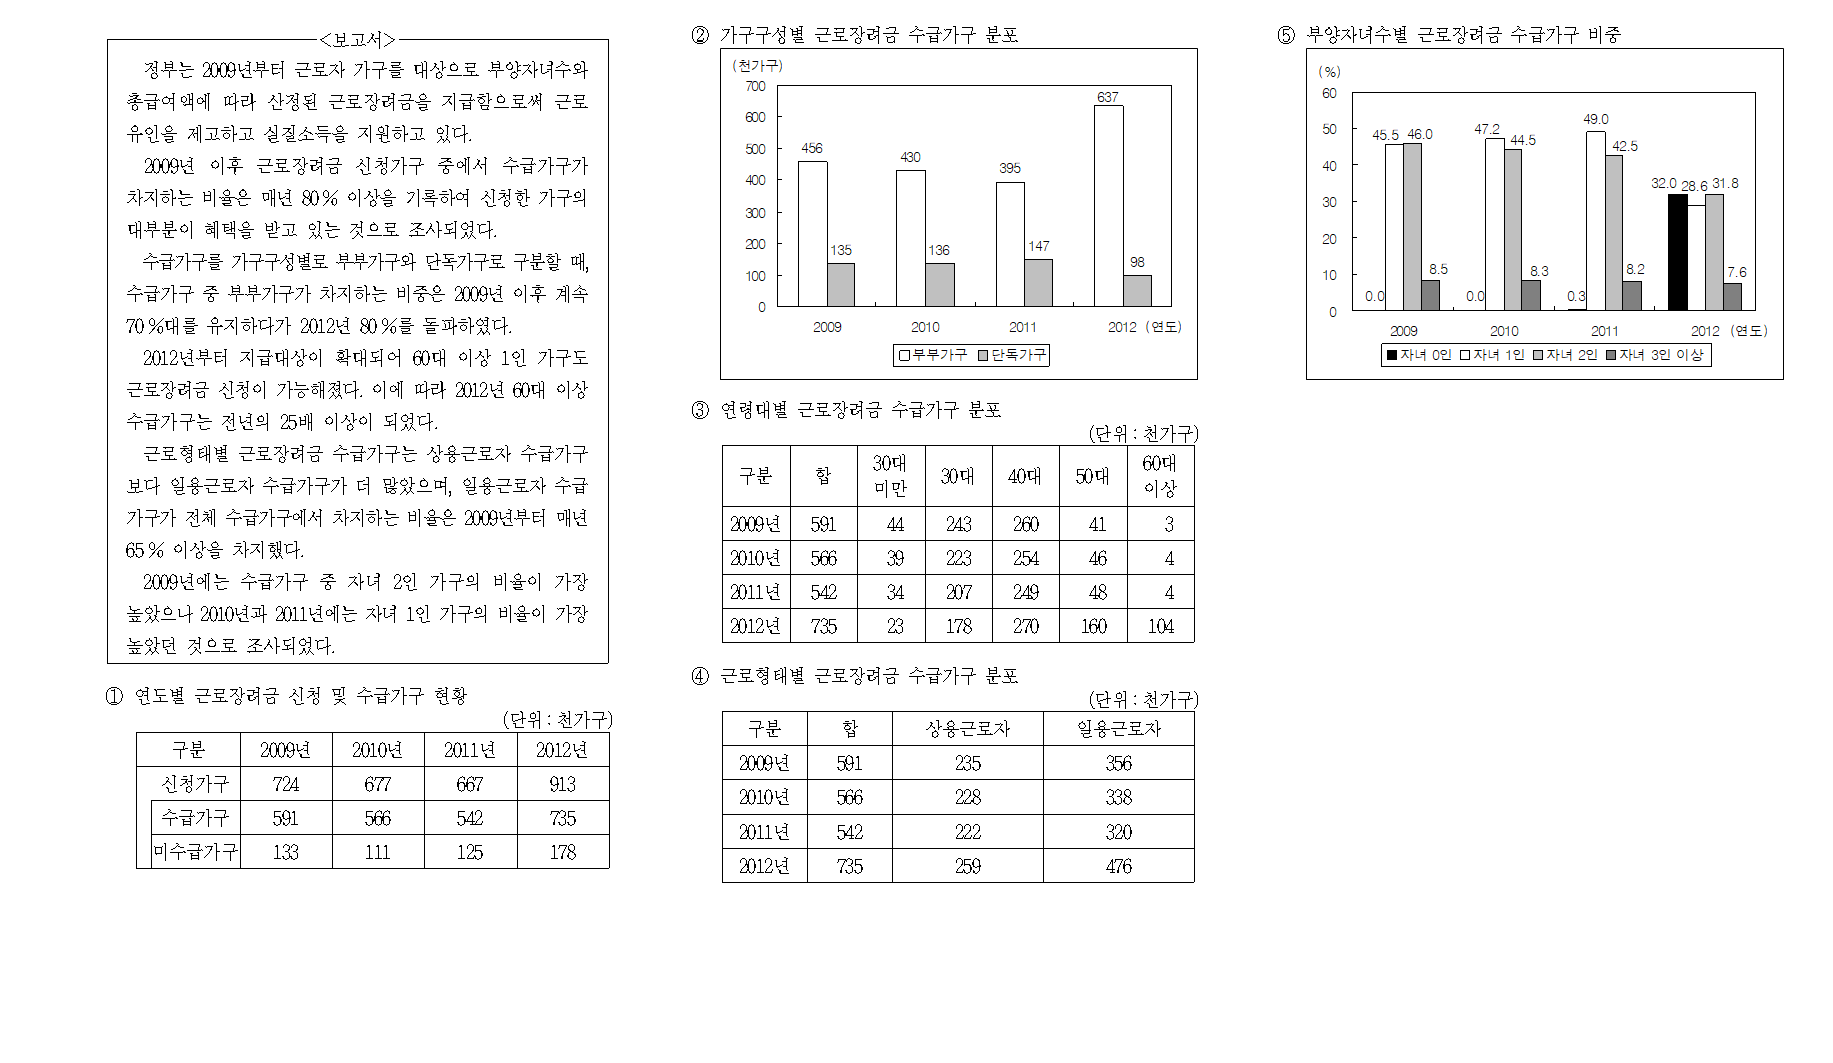 <보고서>
정부는 2009년부터 근로자 가구를 대상으로 부양자녀수와
총급여액에 따라 산정된 근로장려금을 지급함으로써 근로
유인을 제고하고 실질소득을 지원하고 있다.
2009년 이후 근로장려금 신청가구 중에서 수급가구가
차지하는 비율은 매년 80% 이상을 기록하여 신청한 가구의
대부분이 혜택을 받고 있는 것으로 조사되었다.
수급가구를 가구구성별로 부부가구와 단독가구로 구분할 때,
수급가구 중 부부가구가 차지하는 비중은 2009년 이후 계속
70%대를 유지하다가 2012년 80%를 돌파하였다.
2012년부터 지급대상이 확대되어 60대 이상 1인 가구도
근로장려금 신청이 가능해졌다. 이에 따라 2012년 60대 이상
수급가구는 전년의 25배 이상이 되었다.
근로형태별 근로장려금 수급가구는 상용근로자 수급가구
보다 일용근로자 수급가구가 더 많았으며, 일용근로자 수급
가구가 전체 수급가구에서 차지하는 비율은 2009년부터 매년
65% 이상을 차지했다.
2009년에는 수급가구 중 자녀 2인 가구의 비율이 가장
높았으나 2010년과 2011년에는 자녀 1인 가구의 비율이 가장
높았던 것으로 조사되었다.
① 연도별 근로장려금 신청 및 수급가구 현황
(단위 : 천가구)
구분 2009년 2010년 2011년 2012년
신청가구 724 677 667 913
수급가구 591 566 542 735
미수급가구 133 111 125 178
② 가구구성별 근로장려금 수급가구 분포
(천가구)
700
600
500
400
300
200
100
0
456 430 395 637
135 136 147 98
2009 2010 2011 2012 (연도)
부부가구 단독가구
③ 연령대별 근로장려금 수급가구 분포
(단위 : 천가구)
구분 합 30대 미만 30대 40대 50대 60대 이상
2009년 591 44 243 260 41 3
2010년 566 39 223 254 46 4
2011년 542 34 207 249 48 4
2012년 735 23 178 270 160 104
④ 근로형태별 근로장려금 수급가구 분포
(단위 : 천가구)
구분 합 상용근로자 일용근로자
2009년 591 235 356
2010년 566 228 338
2011년 542 222 320
2012년 735 259 476
⑤ 부양자녀수별 근로장려금 수급가구 비중
(%)
60
50
40
30
20
10
0
0.0 45.5 46.0 8.5
0.0 47.2 44.5 8.3
0.3 49.0 42.5 8.2
32.0 28.6 31.8 7.6
2009 2010 2011 2012 (연도)
자녀 0인 자녀 1인 자녀 2인 자녀 3인 이상